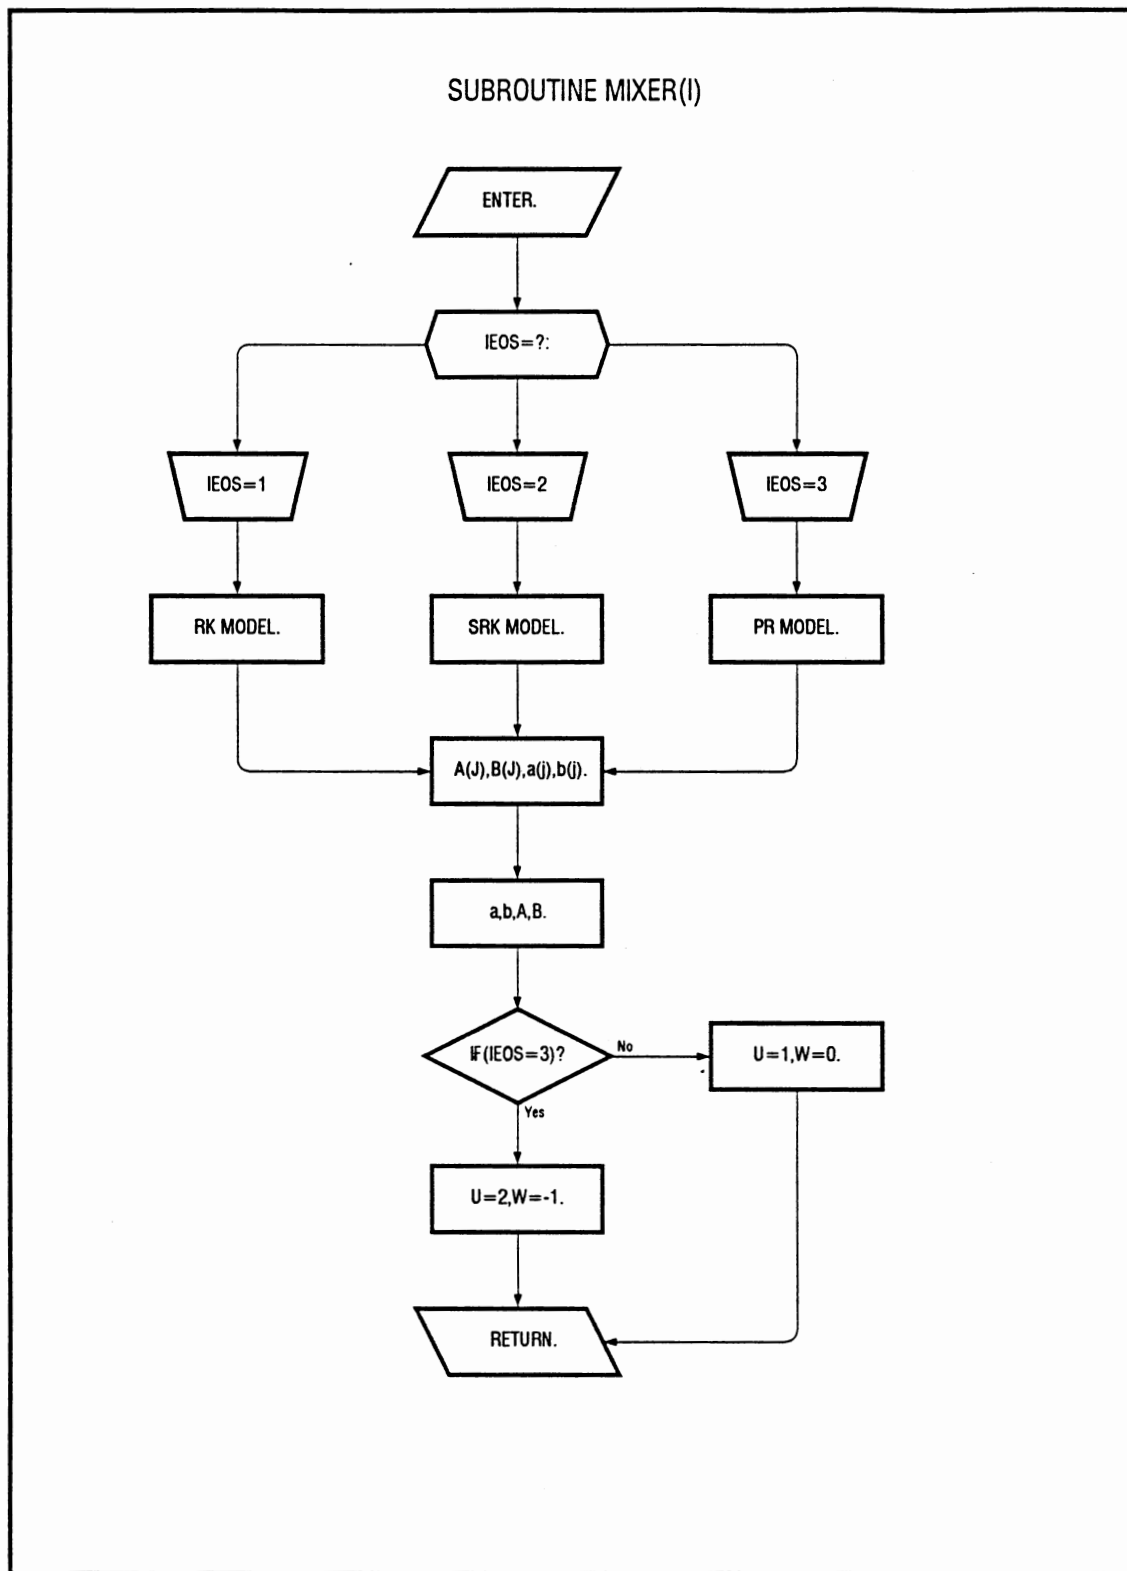 SUBROUTINE MIXER(I)
ENTER.
IEOS=?:
IEOS=1
IEOS=2
IEOS=3
RK MODEL.
SRK MODEL.
PR MODEL.
A(J),B(J),a(j),b(j).
a,b,A,B.
IF(IEOS=3)?
No
U=1,W=0.
Yes
U=2,W=-1.
RETURN.